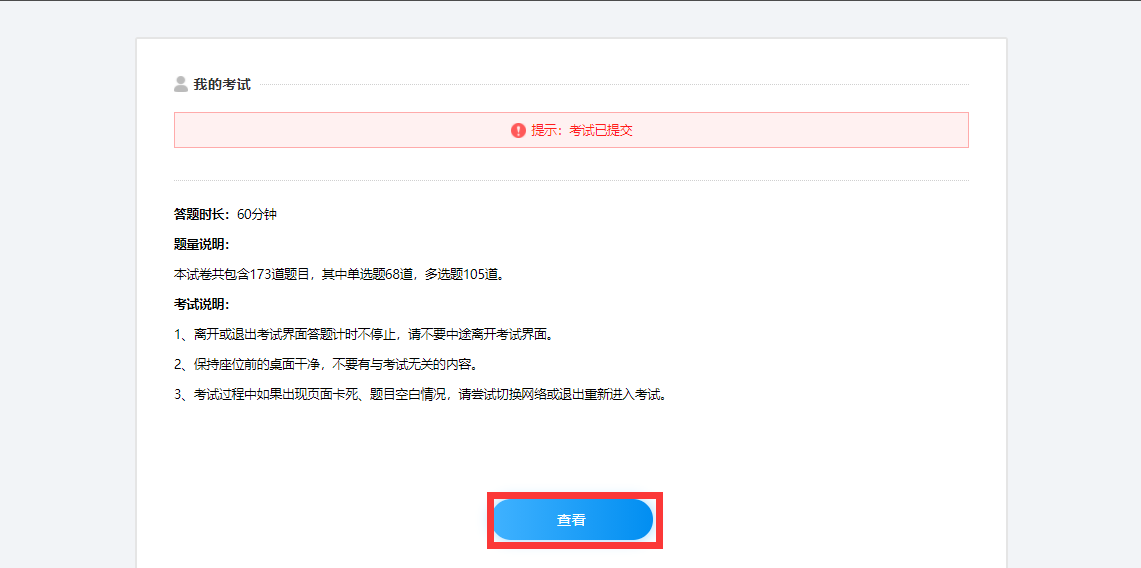 我的考试
提示：考试已提交
答题时长：60分钟
题量说明：
本试卷共包含173道题目，其中单选题68道，多选题105道。
考试说明：
1、离开或退出考试界面答题计时不停止，请不要中途离开考试界面。
2、保持座位前的桌面干净，不要有与考试无关的内容。
3、考试过程中如果出现页面卡死、题目空白情况，请尝试切换网络或退出重新进入考试。
查看